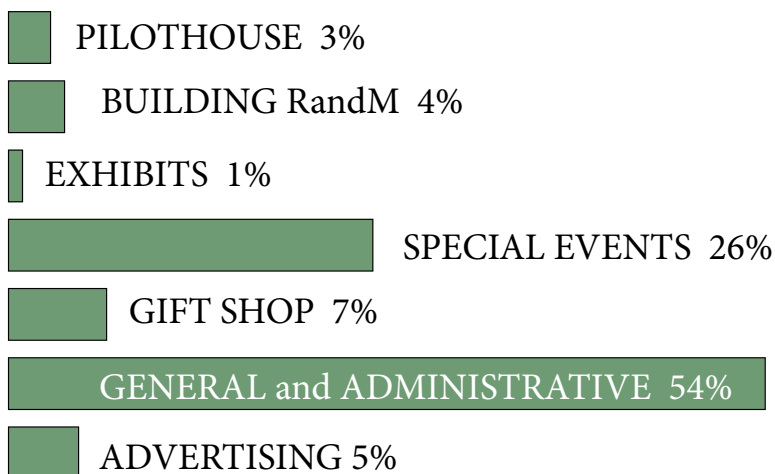 PILOTHOUSE 3%
BUILDING RandM 4%
EXHIBITS 1%
SPECIAL EVENTS 26%
GIFT SHOP 7%
GENERAL and ADMINISTRATIVE 54%
ADVERTISING 5%